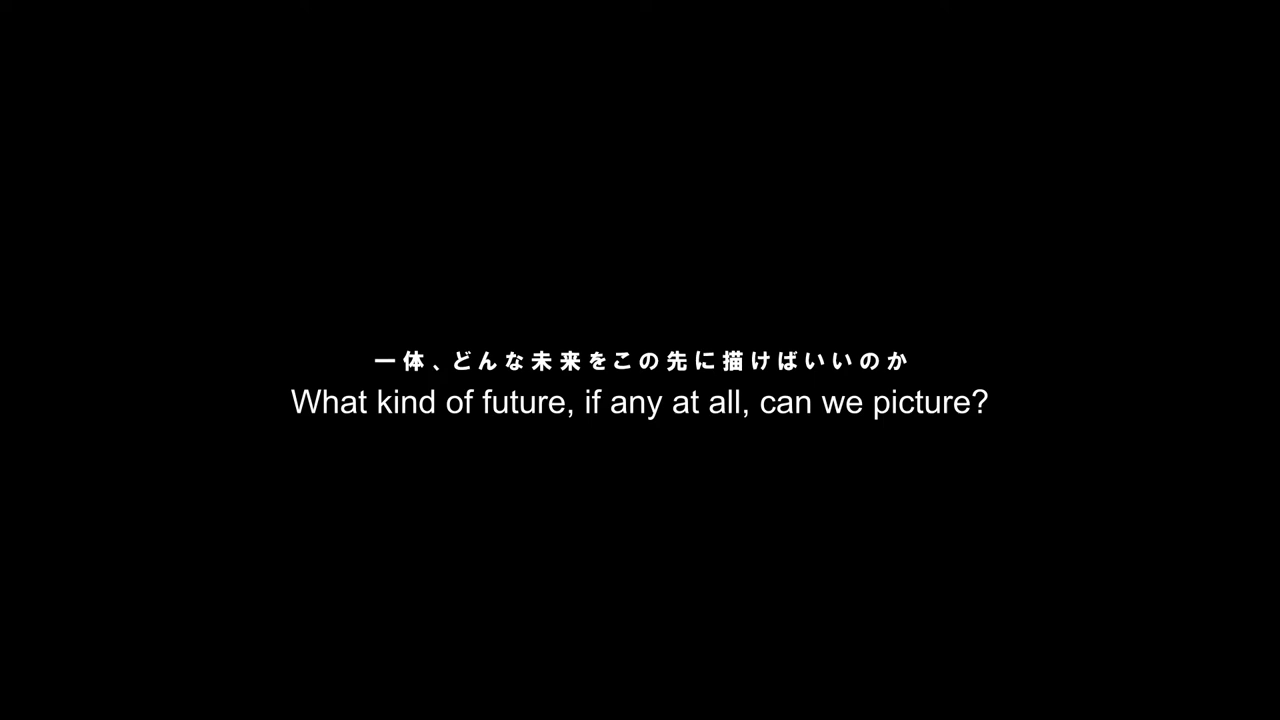 一体、どんな未来をこの先に描けばいいのか
What kind of future, if any at all, can we picture?